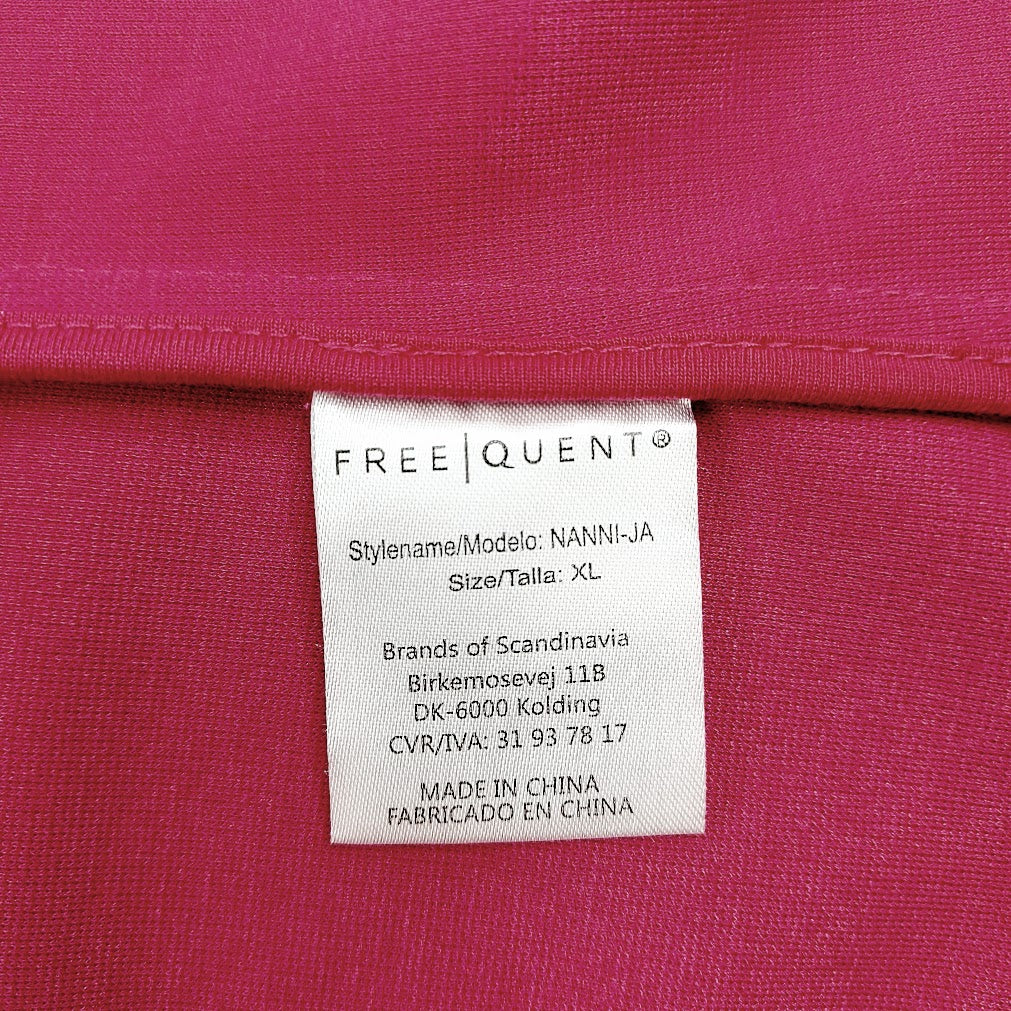 FREE|QUENT®
Stylename/Modelo: NANNI-JA
Size/Talla: XL
Brands of Scandinavia
Birkemosevej 11B
DK-6000 Kolding
CVR/IVA: 31 93 78 17
MADE IN CHINA
FABRICADO EN CHINA